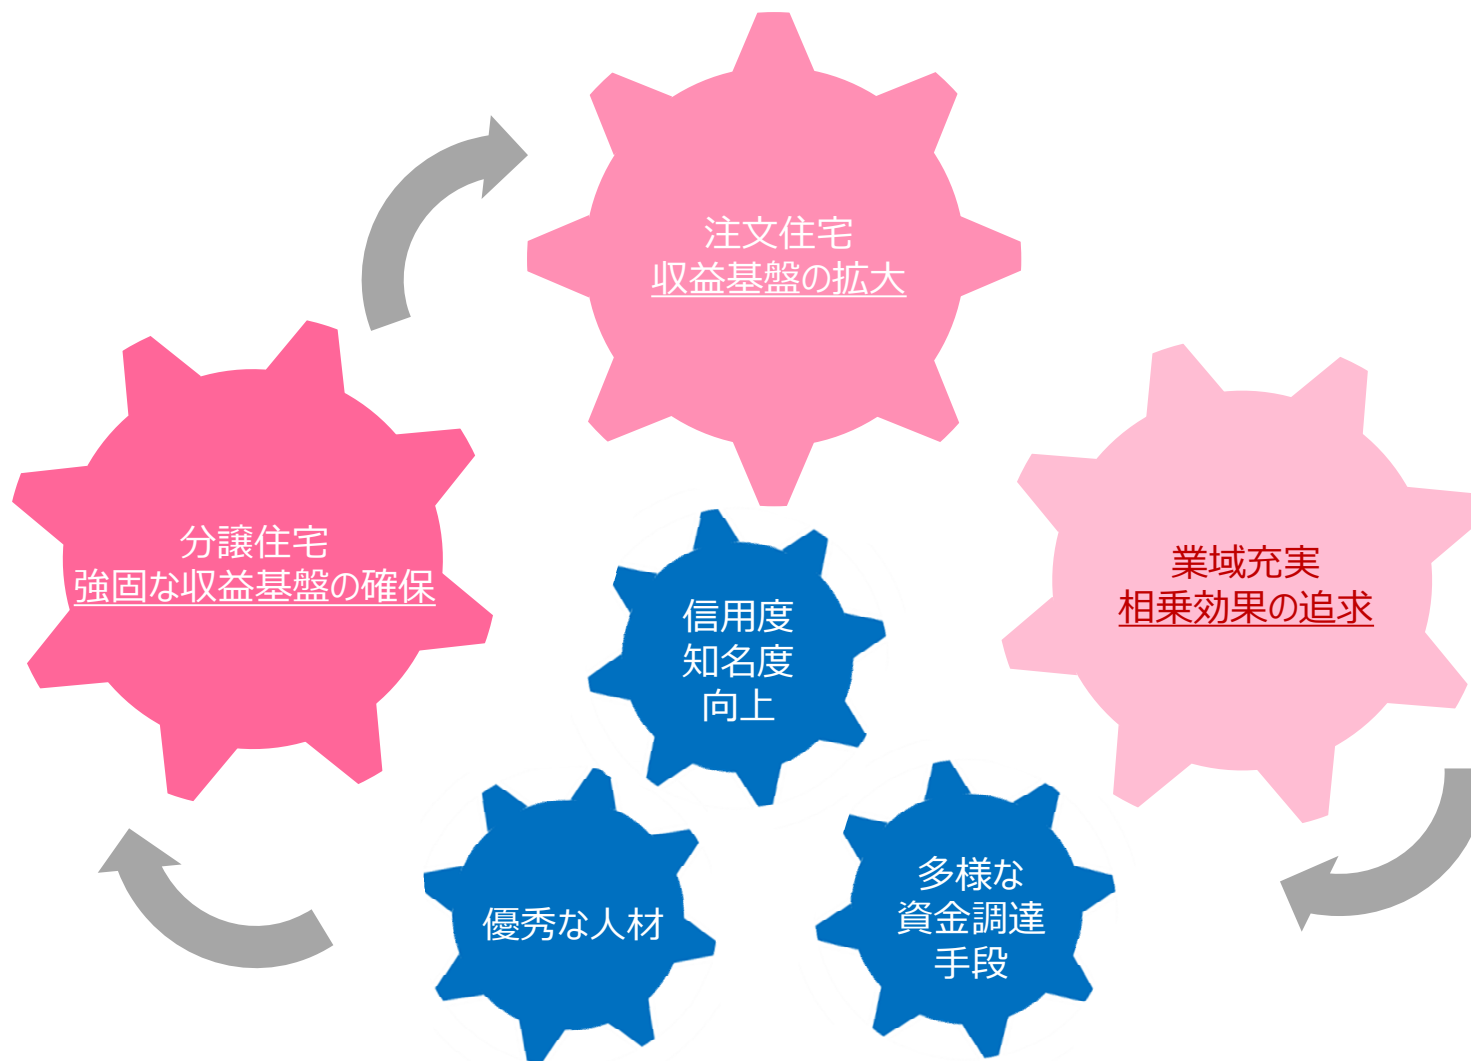 注文住宅
収益基盤の拡大
分譲住宅
強固な収益基盤の確保
業域充実
相乗効果の追求
信用度
知名度
向上
優秀な人材
多様な
資金調達
手段